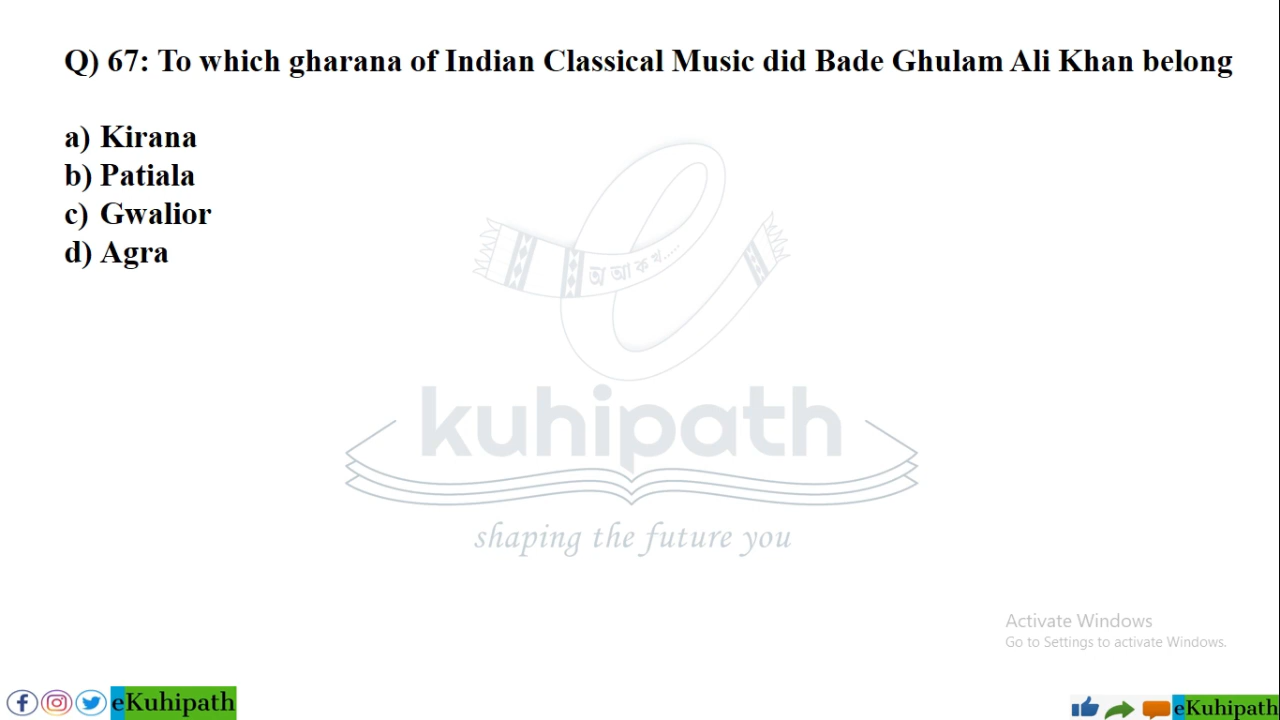 Q) 67: To which gharana of Indian Classical Music did Bade Ghulam Ali Khan belong
a) Kirana
b) Patiala
c) Gwalior
d) Agra
অ আ ক খ.....
kuhipath
shaping the future you
Activate Windows
Go to Settings to activate Windows.
eKuhipath
eKuhipath